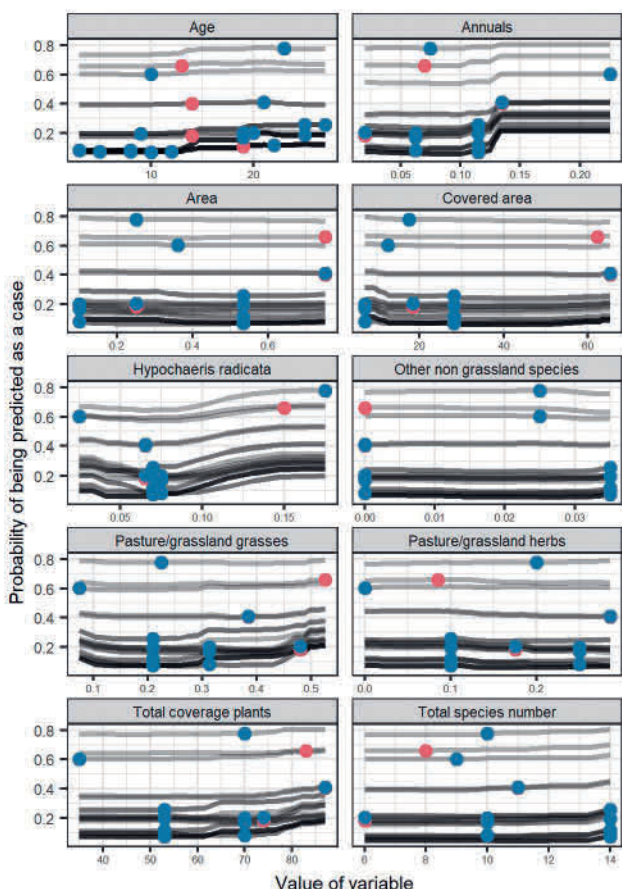 Age
Annuals
0.8
0.6
0.4
0.2
10 20
0.05 0.10 0.15 0.20
Area
Covered area
0.8
0.6
0.4
0.2
0.2 0.4 0.6
20 40 60
Hypochaeris radicata
Other non grassland species
0.8
0.6
0.4
0.2
0.05 0.10 0.15
0.00 0.01 0.02 0.03
Pasture/grassland grasses
Pasture/grassland herbs
0.8
0.6
0.4
0.2
0.1 0.2 0.3 0.4 0.5
0.0 0.1 0.2
Total coverage plants
Total species number
0.8
0.6
0.4
0.2
40 50 60 70 80
6 8 10 12 14
Probability of being predicted as a case
Value of variable